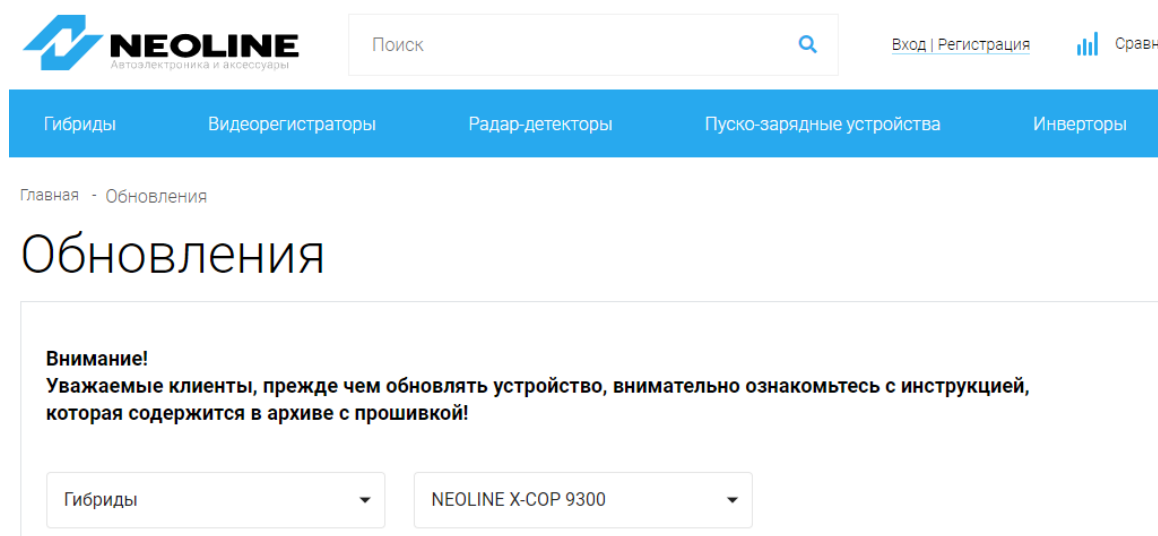 NEOLINE
Автоэлектроника и аксессуары
Поиск
Вход | Регистрация
Сравн
Гибриды Видеорегистраторы Радар-детекторы Пуско-зарядные устройства Инверторы
Главная - Обновления
Обновления
Внимание!
Уважаемые клиенты, прежде чем обновлять устройство, внимательно ознакомьтесь с инструкцией,
которая содержится в архиве с прошивкой!
Гибриды NEOLINE X-COP 9300